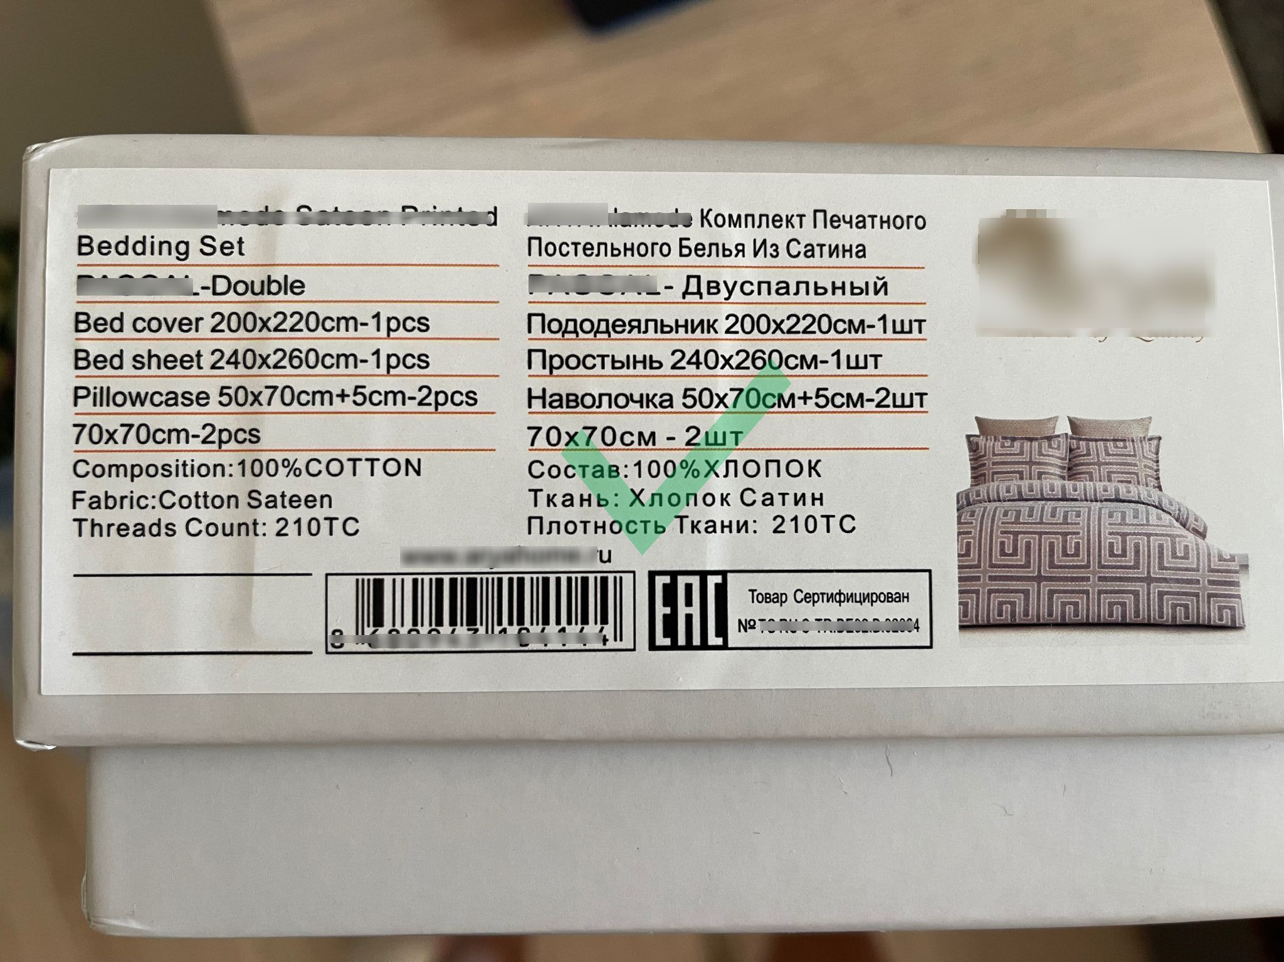 Sateen Printed
Bedding Set
-Double
Bed cover 200x220cm-1pcs
Bed sheet 240x260cm-1pcs
Pillowcase 50x70cm+5cm-2pcs
70x70cm-2pcs
Composition:100%COTTON
Fabric:Cotton Sateen
Threads Count: 210TC
Комплект Печатного
Постельного Белья Из Сатина
- Двуспальный
Пододеяльник 200x220см-1шт
Простынь 240x260см-1шт
Наволочка 50x70см+5см-2шт
70x70см - 2шт
Состав:100%ХЛОПОК
Ткань: Хлопок Сатин
Плотность Ткани: 210TC
EAC
Товар Сертифицирован
№